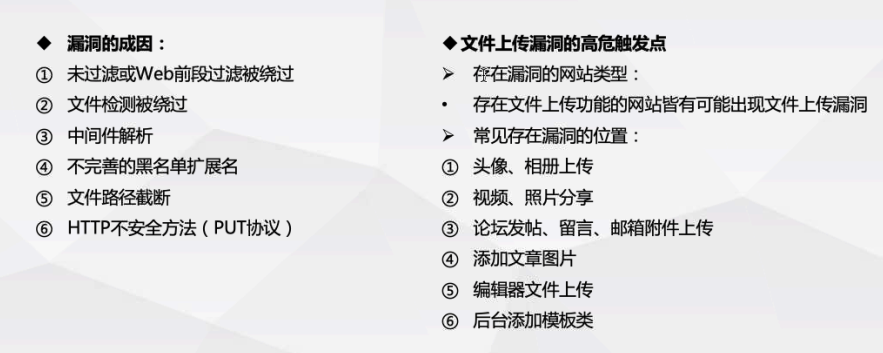 ◆ 漏洞的成因：
① 未过滤或Web前段过滤被绕过
② 文件检测被绕过
③ 中间件解析
④ 不完善的黑名单扩展名
⑤ 文件路径截断
⑥ HTTP不安全方法（PUT协议）
◆文件上传漏洞的高危触发点
➢ 存在漏洞的网站类型：
• 存在文件上传功能的网站皆有可能出现文件上传漏洞
➢ 常见存在漏洞的位置：
① 头像、相册上传
② 视频、照片分享
③ 论坛发帖、留言、邮箱附件上传
④ 添加文章图片
⑤ 编辑器文件上传
⑥ 后台添加模板类